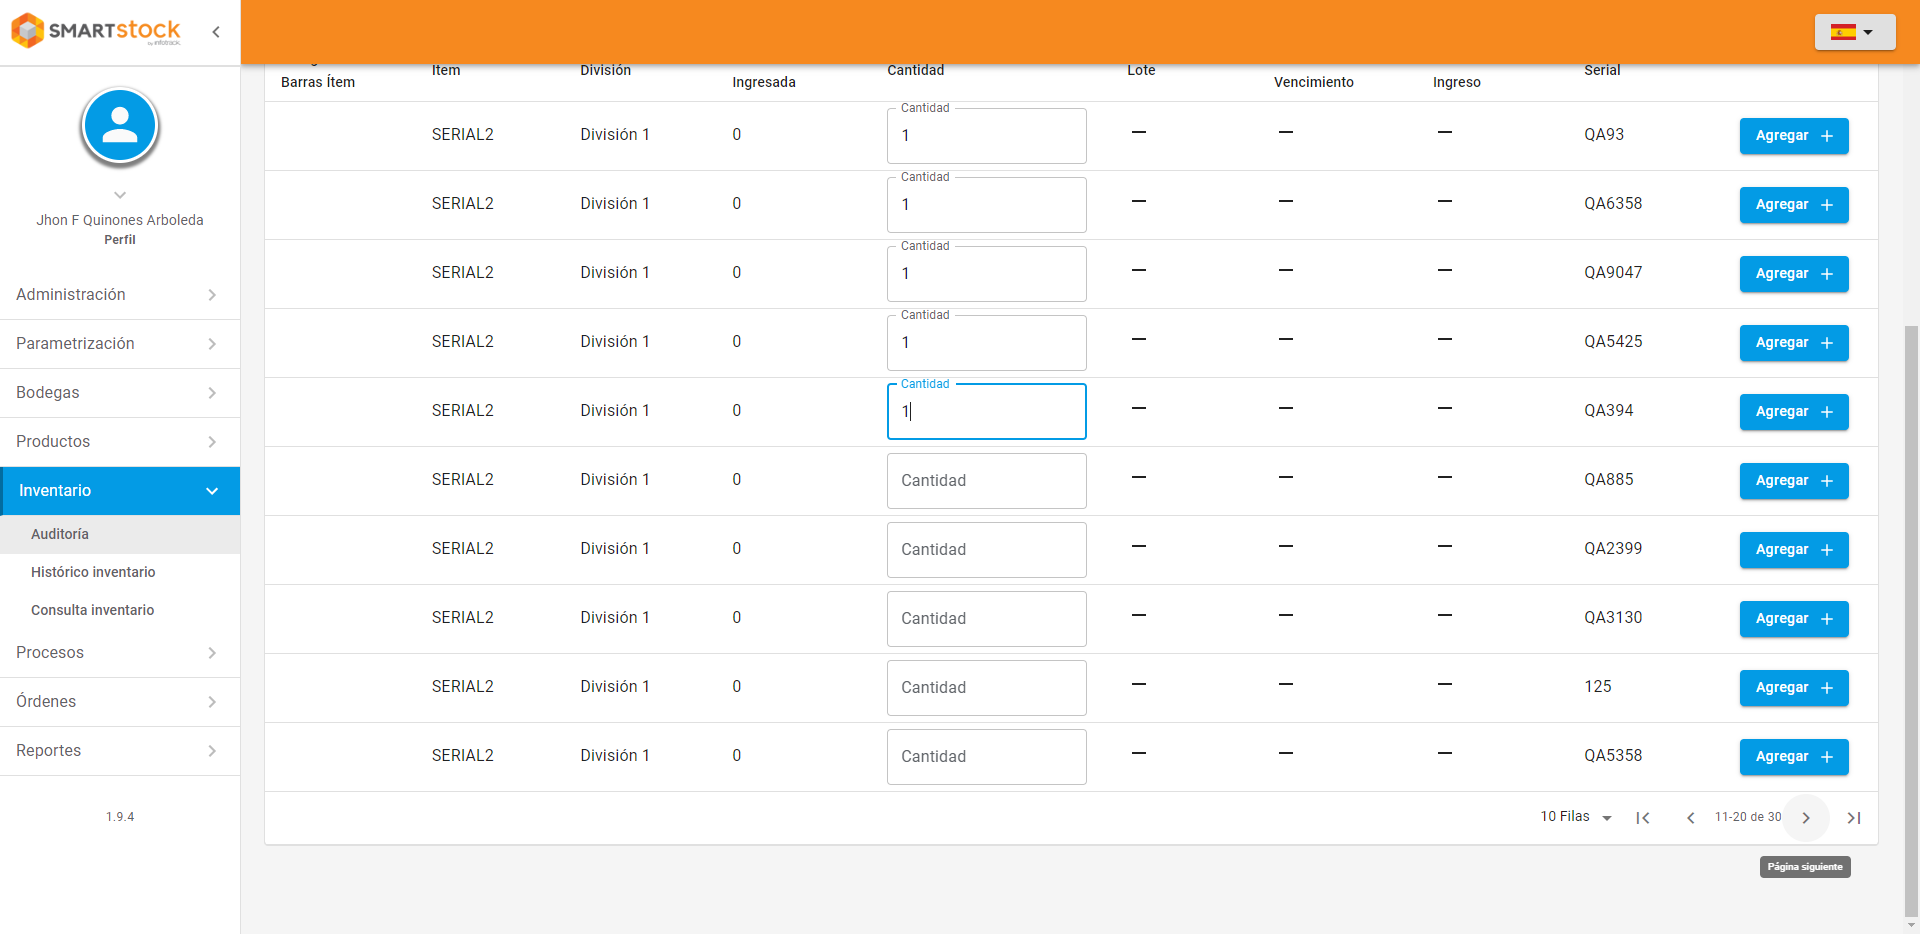 SMARTSTOCK
by infotrack
Jhon F Quinones Arboleda
Perfil
Administración
Parametrización
Bodegas
Productos
Inventario
Auditoría
Histórico inventario
Consulta inventario
Procesos
Órdenes
Reportes
1.9.4
Barras Ítem Item División Ingresada Cantidad Lote Vencimiento Ingreso Serial
Cantidad
SERIAL2 División 1 0 1 — — — QA93 Agregar +
Cantidad
SERIAL2 División 1 0 1 — — — QA6358 Agregar +
Cantidad
SERIAL2 División 1 0 1 — — — QA9047 Agregar +
Cantidad
SERIAL2 División 1 0 1 — — — QA5425 Agregar +
Cantidad
SERIAL2 División 1 0 1 — — — QA394 Agregar +
SERIAL2 División 1 0 Cantidad — — — QA885 Agregar +
SERIAL2 División 1 0 Cantidad — — — QA2399 Agregar +
SERIAL2 División 1 0 Cantidad — — — QA3130 Agregar +
SERIAL2 División 1 0 Cantidad — — — 125 Agregar +
SERIAL2 División 1 0 Cantidad — — — QA5358 Agregar +
10 Filas 11-20 de 30
Página siguiente